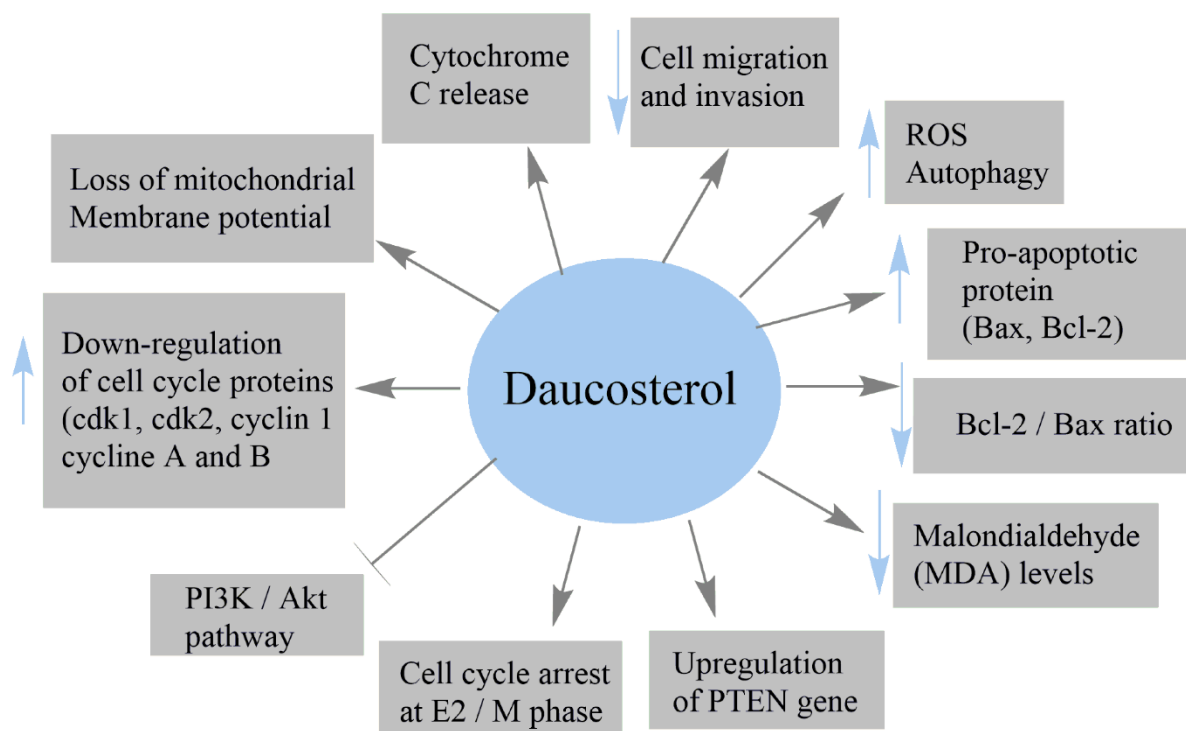 Cytochrome
C release
Cell migration
and invasion
ROS
Autophagy
Loss of mitochondrial
Membrane potential
Pro-apoptotic
protein
(Bax, Bcl-2)
Down-regulation
of cell cycle proteins
(cdk1, cdk2, cyclin 1
cycline A and B
Daucosterol
Bcl-2 / Bax ratio
Malondialdehyde
(MDA) levels
PI3K / Akt
pathway
Cell cycle arrest
at E2 / M phase
Upregulation
of PTEN gene